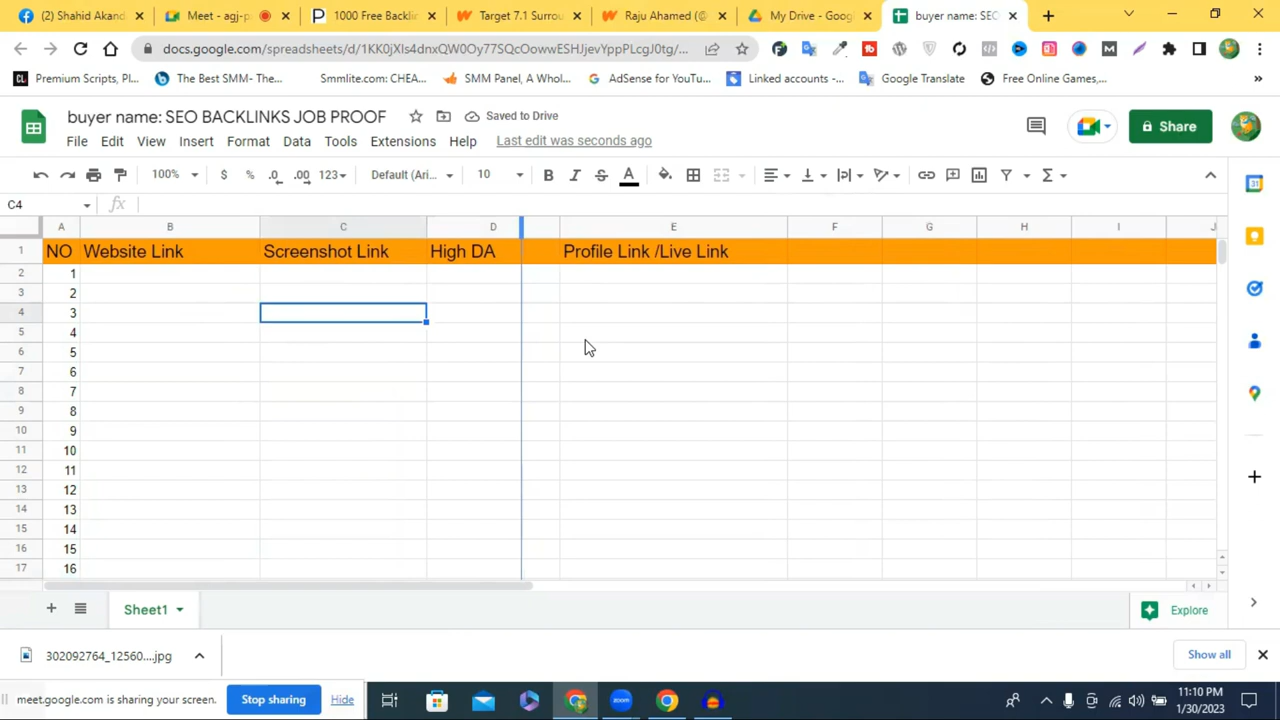 (2) Shahid Akand
Meet - agj-p
1000 Free Backli
Target 7.1 Surrou
Raju Ahamed (@
My Drive - Googl
buyer name: SEO
docs.google.com/spreadsheets/d/1KK0jXls4dnxQW0Oy77SQcOowwESHJjevYppPLcgJ0tg/...
Premium Scripts, Pl...
The Best SMM- The...
Smmlite.com: CHEA...
SMM Panel, A Whol...
AdSense for YouTu...
Linked accounts -...
Google Translate
Free Online Games,...
buyer name: SEO BACKLINKS JOB PROOF
Saved to Drive
Share
File Edit View Insert Format Data Tools Extensions Help Last edit was seconds ago
100% $ % .0 .00 123 Default (Ari... 10 B I S A
C4 fx
A B C D E F G H I J
1 NO Website Link Screenshot Link High DA Profile Link /Live Link
2 1
3 2
4 3
5 4
6 5
7 6
8 7
9 8
10 9
11 10
12 11
13 12
14 13
15 14
16 15
17 16
Sheet1
Explore
302092764_12560....jpg
Show all
meet.google.com is sharing your screen.
Stop sharing
Hide
11:10 PM
1/30/2023